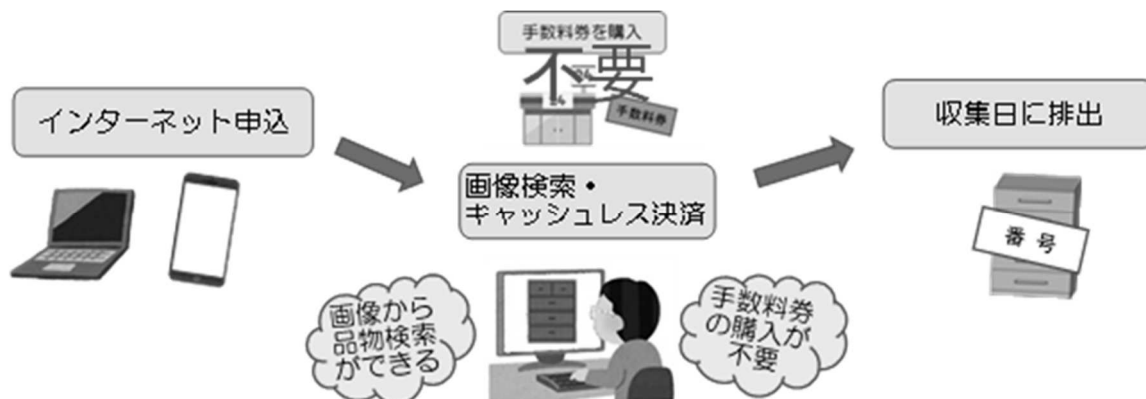 手数料券を購入
不要
24
手数料券
インターネット申込
画像検索・
キャッシュレス決済
収集日に排出
番号
画像から
品物検索
ができる
手数料券
の購入が
不要